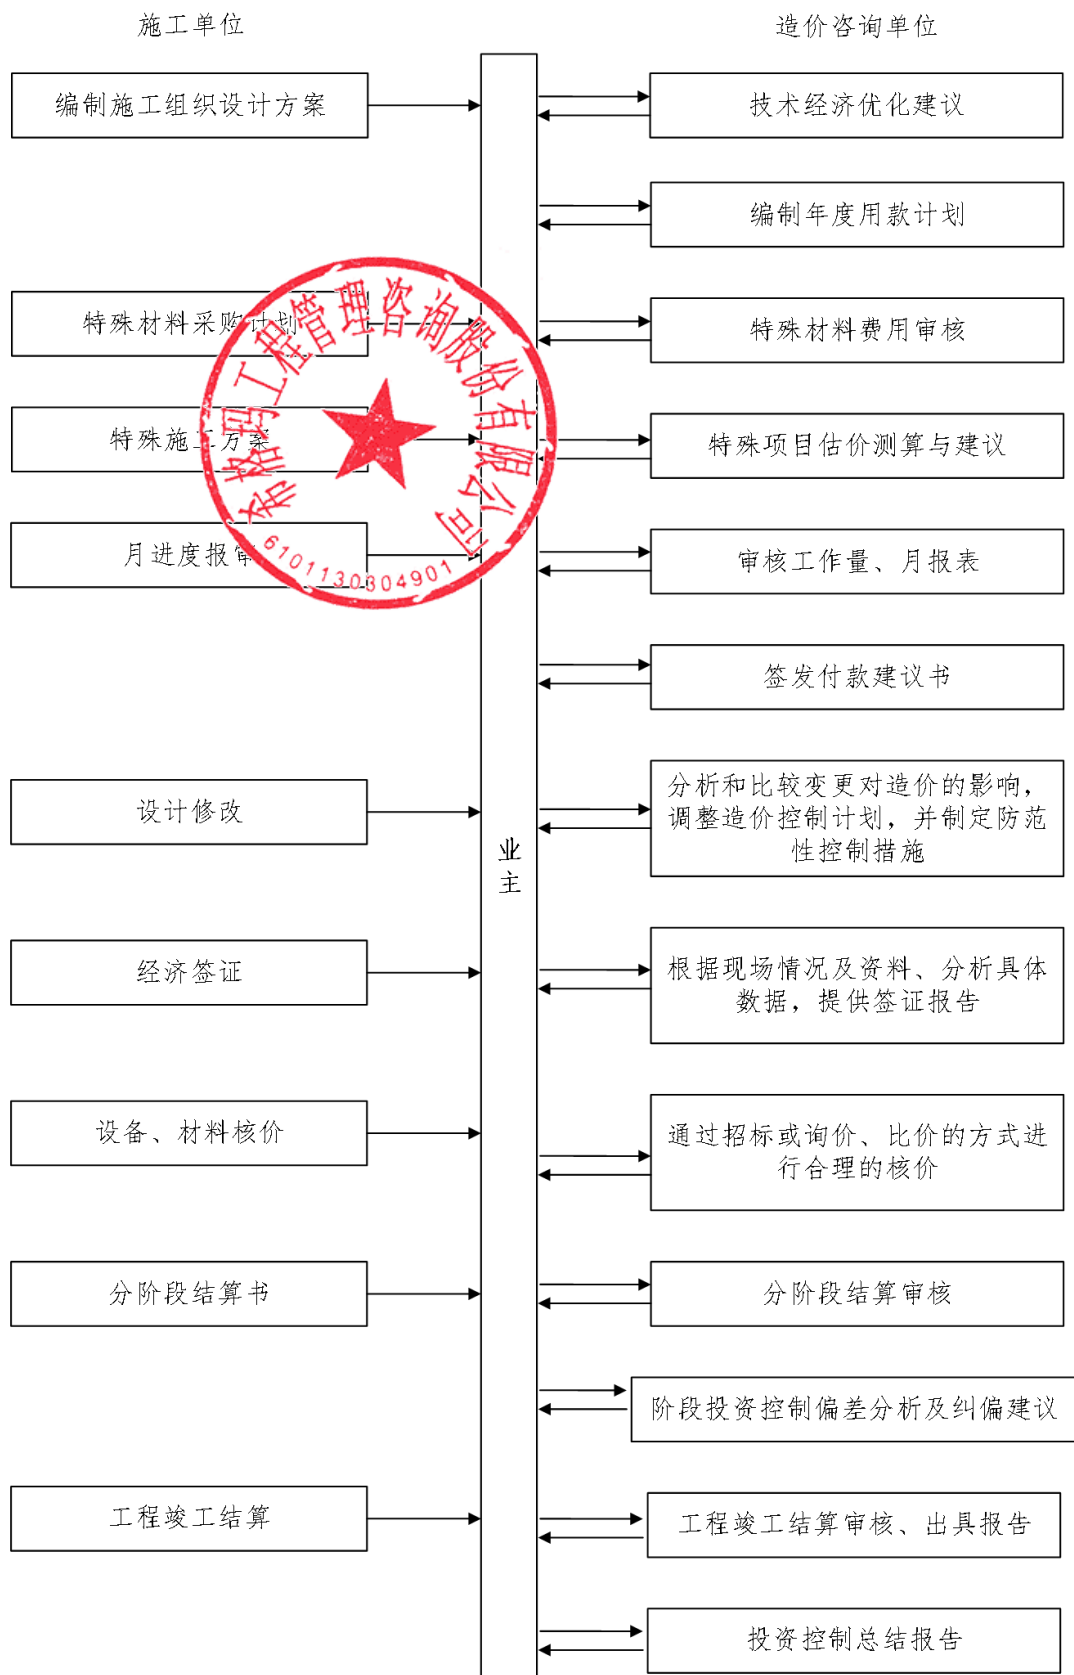 施工单位
造价咨询单位
编制施工组织设计方案
技术经济优化建议
编制年度用款计划
特殊材料采购计划
特殊材料费用审核
特殊施工方案
特殊项目估价测算与建议
月进度报审
审核工作量、月报表
签发付款建议书
设计修改
分析和比较变更对造价的影响，
调整造价控制计划，并制定防范
性控制措施
业
主
经济签证
根据现场情况及资料、分析具体
数据，提供签证报告
设备、材料核价
通过招标或询价、比价的方式进
行合理的核价
分阶段结算书
分阶段结算审核
阶段投资控制偏差分析及纠偏建议
工程竣工结算
工程竣工结算审核、出具报告
投资控制总结报告
希格玛工程管理咨询股份有限公司
6101130304901